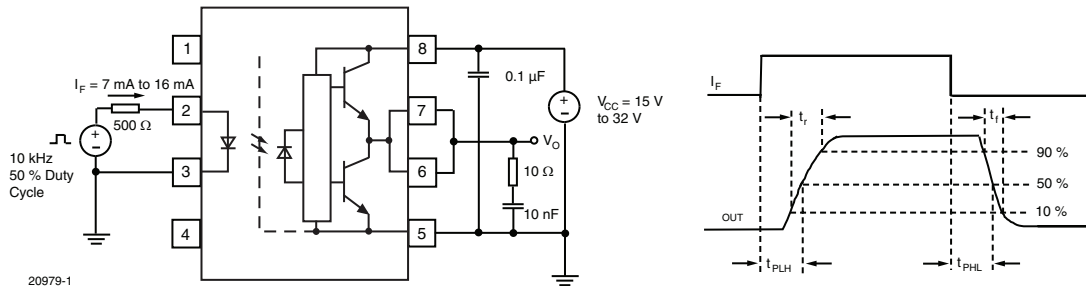 1
8
I_F = 7 mA to 16 mA
0.1 µF
2
7
500 Ω
+
−
10 kHz
50 % Duty
Cycle
3
6
V_O
10 Ω
10 nF
+
−
V_CC = 15 V
to 32 V
4
5
20979-1
I_F
t_r
t_f
90 %
50 %
10 %
OUT
t_PLH
t_PHL